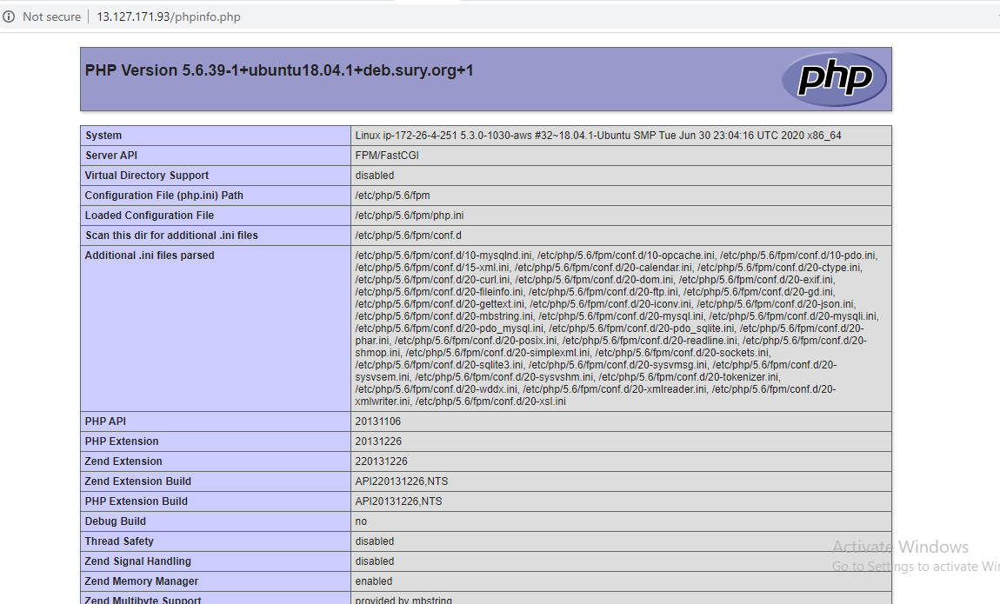 Not secure | 13.127.171.93/phpinfo.php
PHP Version 5.6.39-1+ubuntu18.04.1+deb.sury.org+1
php
System Linux ip-172-26-4-251 5.3.0-1030-aws #32~18.04.1-Ubuntu SMP Tue Jun 30 23:04:16 UTC 2020 x86_64
Server API FPM/FastCGI
Virtual Directory Support disabled
Configuration File (php.ini) Path /etc/php/5.6/fpm
Loaded Configuration File /etc/php/5.6/fpm/php.ini
Scan this dir for additional .ini files /etc/php/5.6/fpm/conf.d
Additional .ini files parsed /etc/php/5.6/fpm/conf.d/10-mysqlnd.ini, /etc/php/5.6/fpm/conf.d/10-opcache.ini, /etc/php/5.6/fpm/conf.d/10-pdo.ini,
/etc/php/5.6/fpm/conf.d/15-xml.ini, /etc/php/5.6/fpm/conf.d/20-calendar.ini, /etc/php/5.6/fpm/conf.d/20-ctype.ini,
/etc/php/5.6/fpm/conf.d/20-curl.ini, /etc/php/5.6/fpm/conf.d/20-dom.ini, /etc/php/5.6/fpm/conf.d/20-exif.ini,
/etc/php/5.6/fpm/conf.d/20-fileinfo.ini, /etc/php/5.6/fpm/conf.d/20-ftp.ini, /etc/php/5.6/fpm/conf.d/20-gd.ini,
/etc/php/5.6/fpm/conf.d/20-gettext.ini, /etc/php/5.6/fpm/conf.d/20-iconv.ini, /etc/php/5.6/fpm/conf.d/20-json.ini,
/etc/php/5.6/fpm/conf.d/20-mbstring.ini, /etc/php/5.6/fpm/conf.d/20-mysql.ini, /etc/php/5.6/fpm/conf.d/20-mysqli.ini,
/etc/php/5.6/fpm/conf.d/20-pdo_mysql.ini, /etc/php/5.6/fpm/conf.d/20-pdo_sqlite.ini, /etc/php/5.6/fpm/conf.d/20-
phar.ini, /etc/php/5.6/fpm/conf.d/20-posix.ini, /etc/php/5.6/fpm/conf.d/20-readline.ini, /etc/php/5.6/fpm/conf.d/20-
shmop.ini, /etc/php/5.6/fpm/conf.d/20-simplexml.ini, /etc/php/5.6/fpm/conf.d/20-sockets.ini,
/etc/php/5.6/fpm/conf.d/20-sqlite3.ini, /etc/php/5.6/fpm/conf.d/20-sysvmsg.ini, /etc/php/5.6/fpm/conf.d/20-
sysvsem.ini, /etc/php/5.6/fpm/conf.d/20-sysvshm.ini, /etc/php/5.6/fpm/conf.d/20-tokenizer.ini,
/etc/php/5.6/fpm/conf.d/20-wddx.ini, /etc/php/5.6/fpm/conf.d/20-xmlreader.ini, /etc/php/5.6/fpm/conf.d/20-
xmlwriter.ini, /etc/php/5.6/fpm/conf.d/20-xsl.ini
PHP API 20131106
PHP Extension 20131226
Zend Extension 220131226
Zend Extension Build API220131226,NTS
PHP Extension Build API20131226,NTS
Debug Build no
Thread Safety disabled
Zend Signal Handling disabled
Zend Memory Manager enabled
Zend Multibyte Support provided by mbstring
Activate Windows
Go to Settings to activate Wi